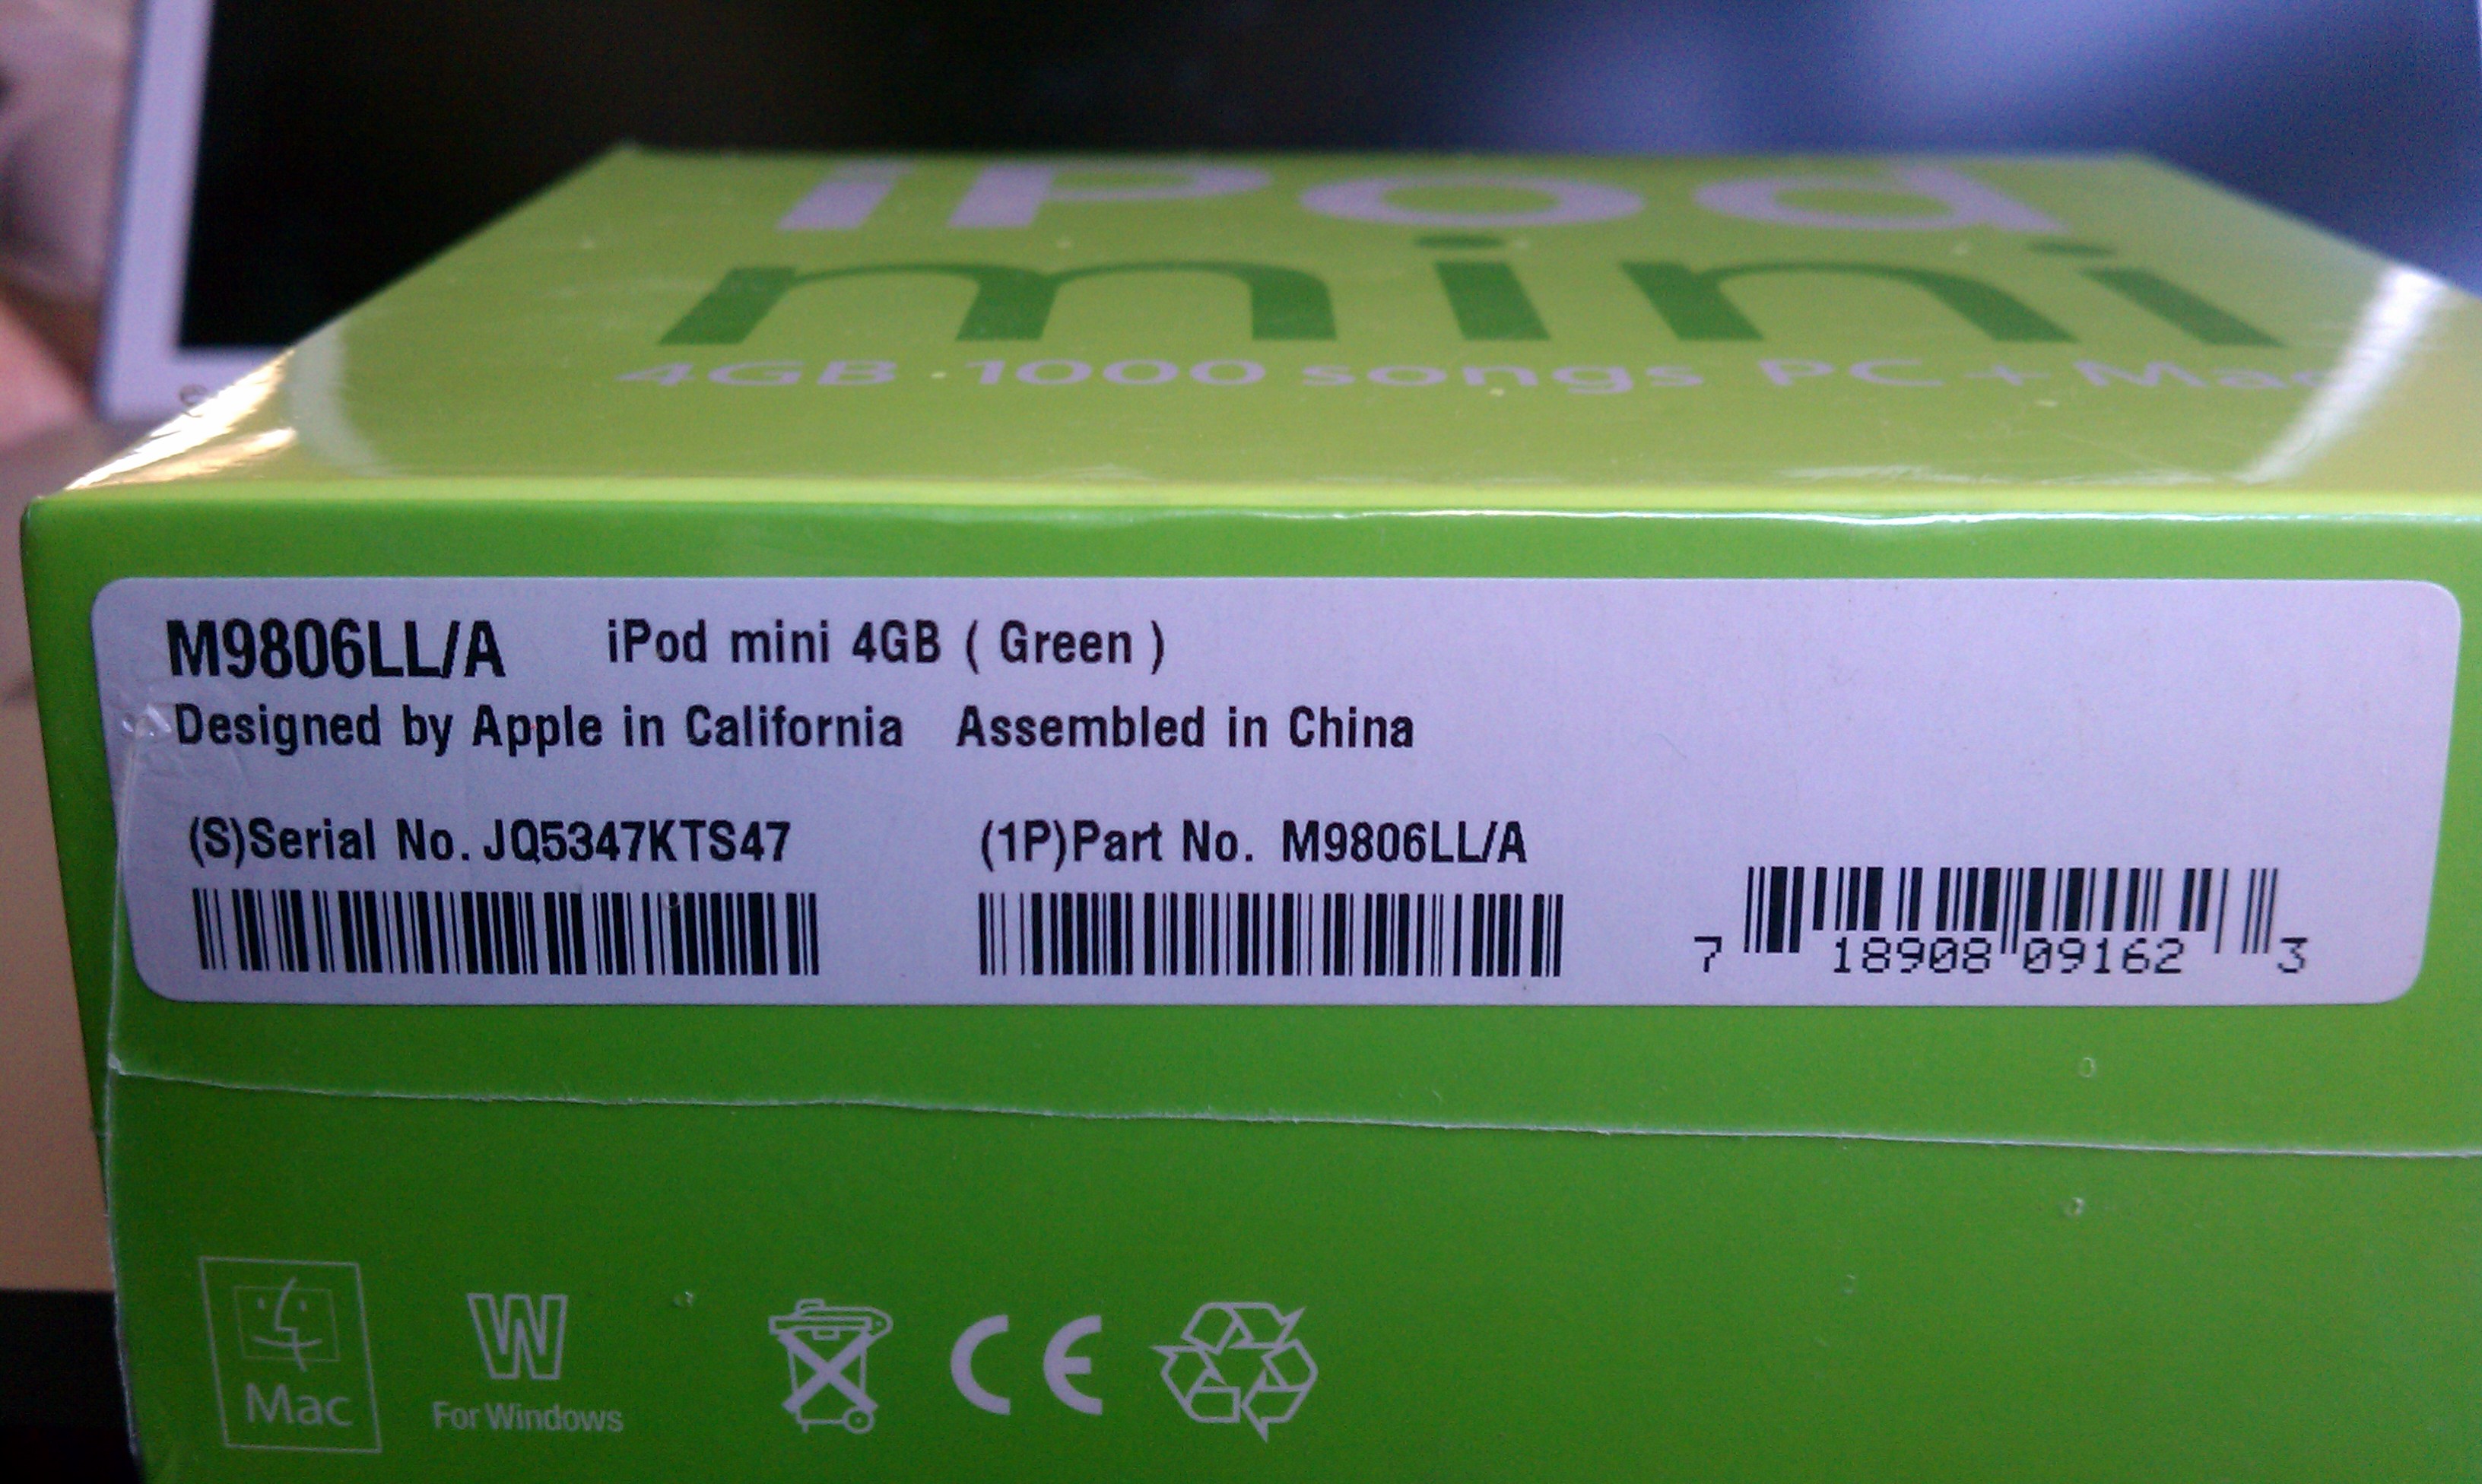 iPod
mini
4GB 1000 songs PC+Mac
M9806LL/A iPod mini 4GB ( Green )
Designed by Apple in California Assembled in China
(S)Serial No. JQ5347KTS47 (1P)Part No. M9806LL/A
7 18908 09162 3
Mac
W
For Windows
CE